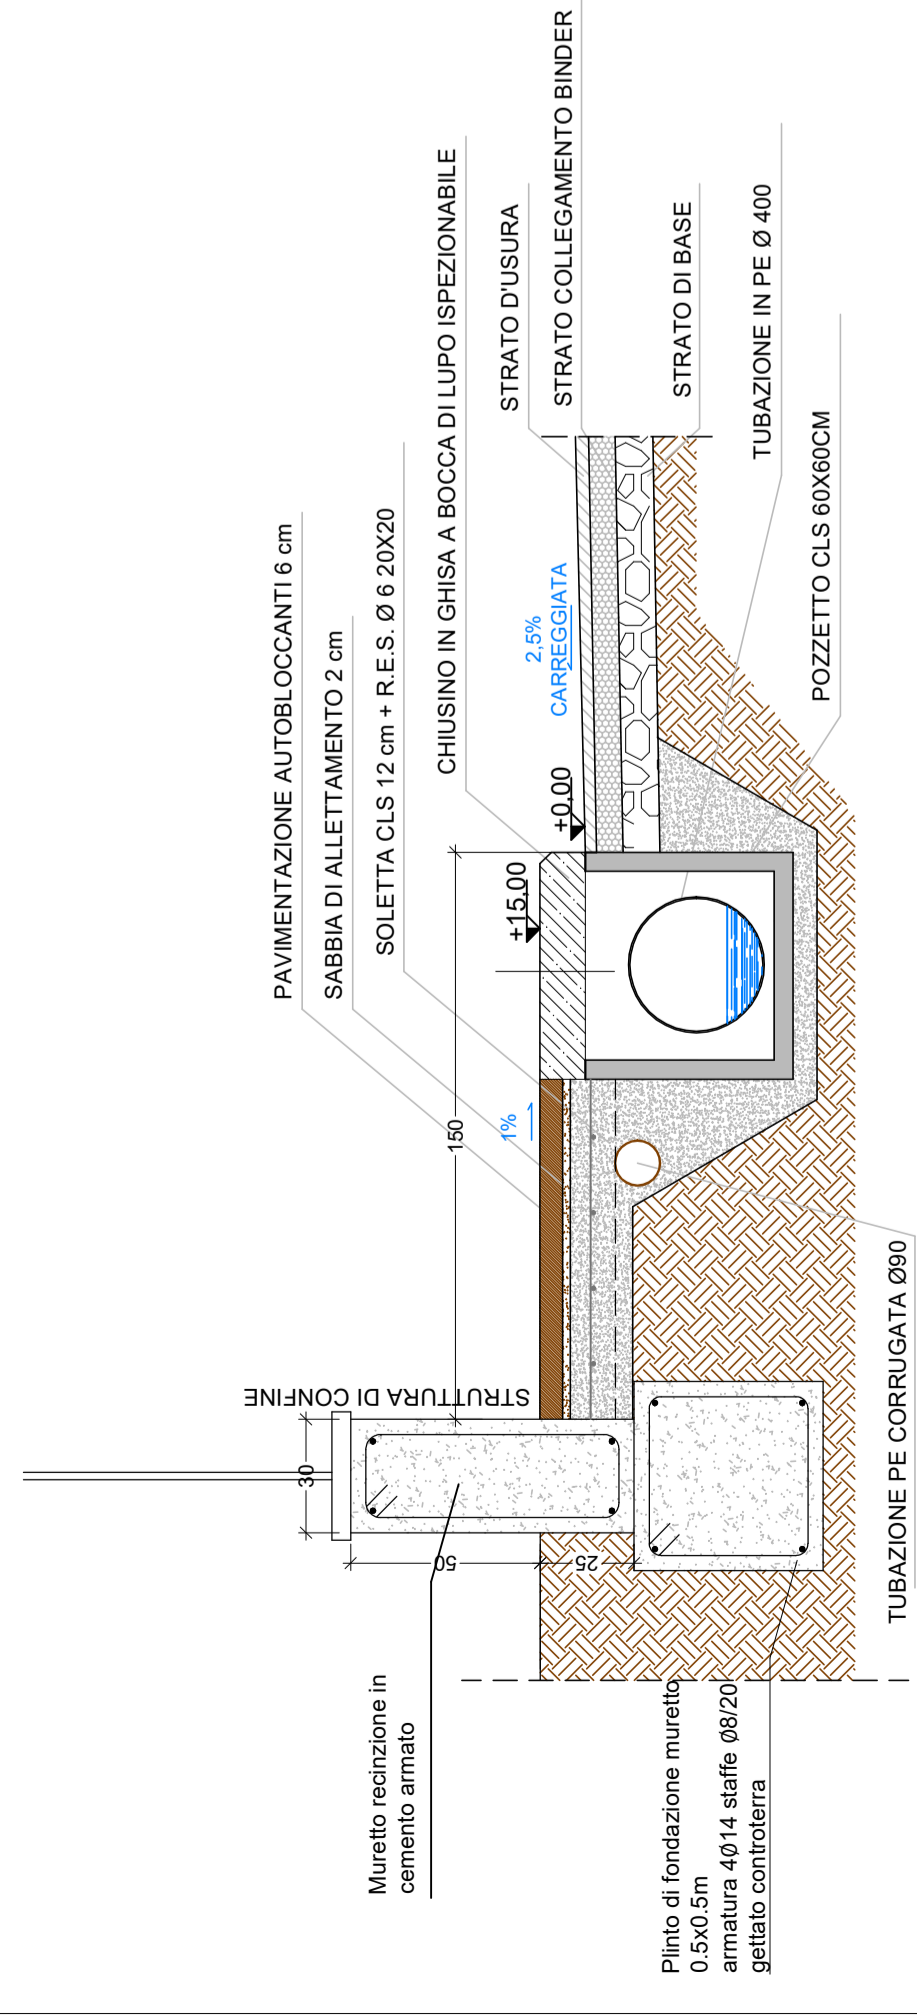 PAVIMENTAZIONE AUTOBLOCCANTI 6 cm
SABBIA DI ALLETTAMENTO 2 cm
SOLETTA CLS 12 cm + R.E.S. Ø 6 20X20
CHIUSINO IN GHISA A BOCCA DI LUPO ISPEZIONABILE
STRATO D'USURA
STRATO COLLEGAMENTO BINDER
STRATO DI BASE
TUBAZIONE IN PE Ø 400
POZZETTO CLS 60X60CM
TUBAZIONE PE CORRUGATA Ø90
STRUTTURA DI CONFINE
30
50
25
150
1%
+15,00
+0,00
2,5%
CARREGGIATA
Muretto recinzione in
cemento armato
Plinto di fondazione muretto
0.5x0.5m
armatura 4Ø14 staffe Ø8/20
gettato controterra